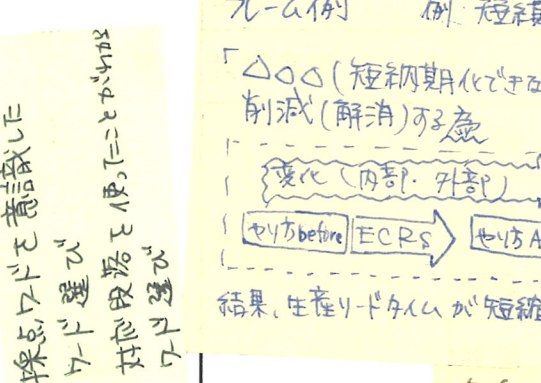 フレーム例 例：短納期
「△○○（短納期化できな
削減（解消）する為
変化（内部・外部）
やり方before ECRS やり方A
結果、生産リードタイムが短縮
採点ワードを意識した
ワード選び
対応段落を使ったことがわかる
ワード選び